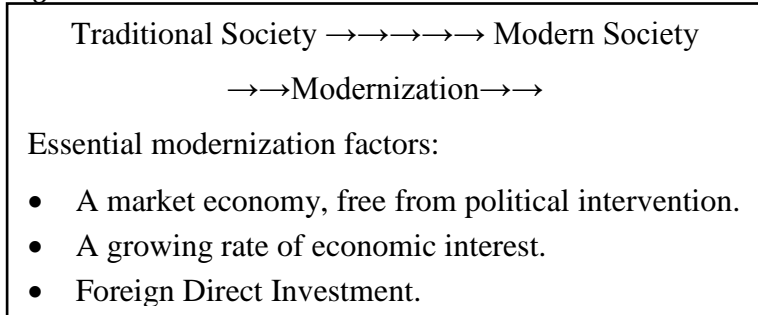 Traditional Society →→→→→ Modern Society
→→Modernization→→
Essential modernization factors:
• A market economy, free from political intervention.
• A growing rate of economic interest.
• Foreign Direct Investment.